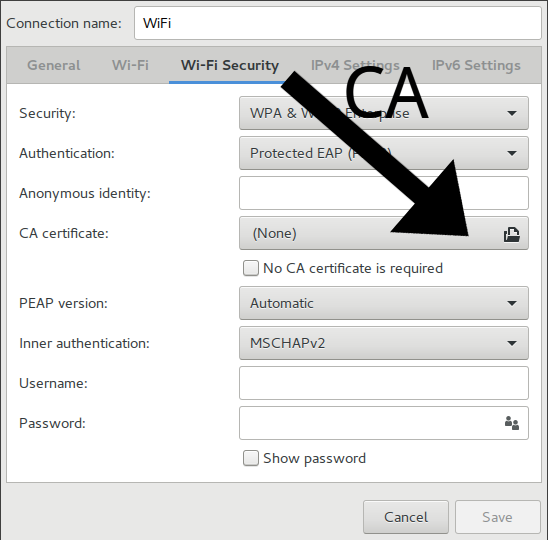 Connection name: WiFi
General Wi-Fi Wi-Fi Security IPv4 Settings IPv6 Settings
CA
Security: WPA & Enterprise
Authentication: Protected EAP
Anonymous identity:
CA certificate: (None)
No CA certificate is required
PEAP version: Automatic
Inner authentication: MSCHAPv2
Username:
Password:
Show password
Cancel Save